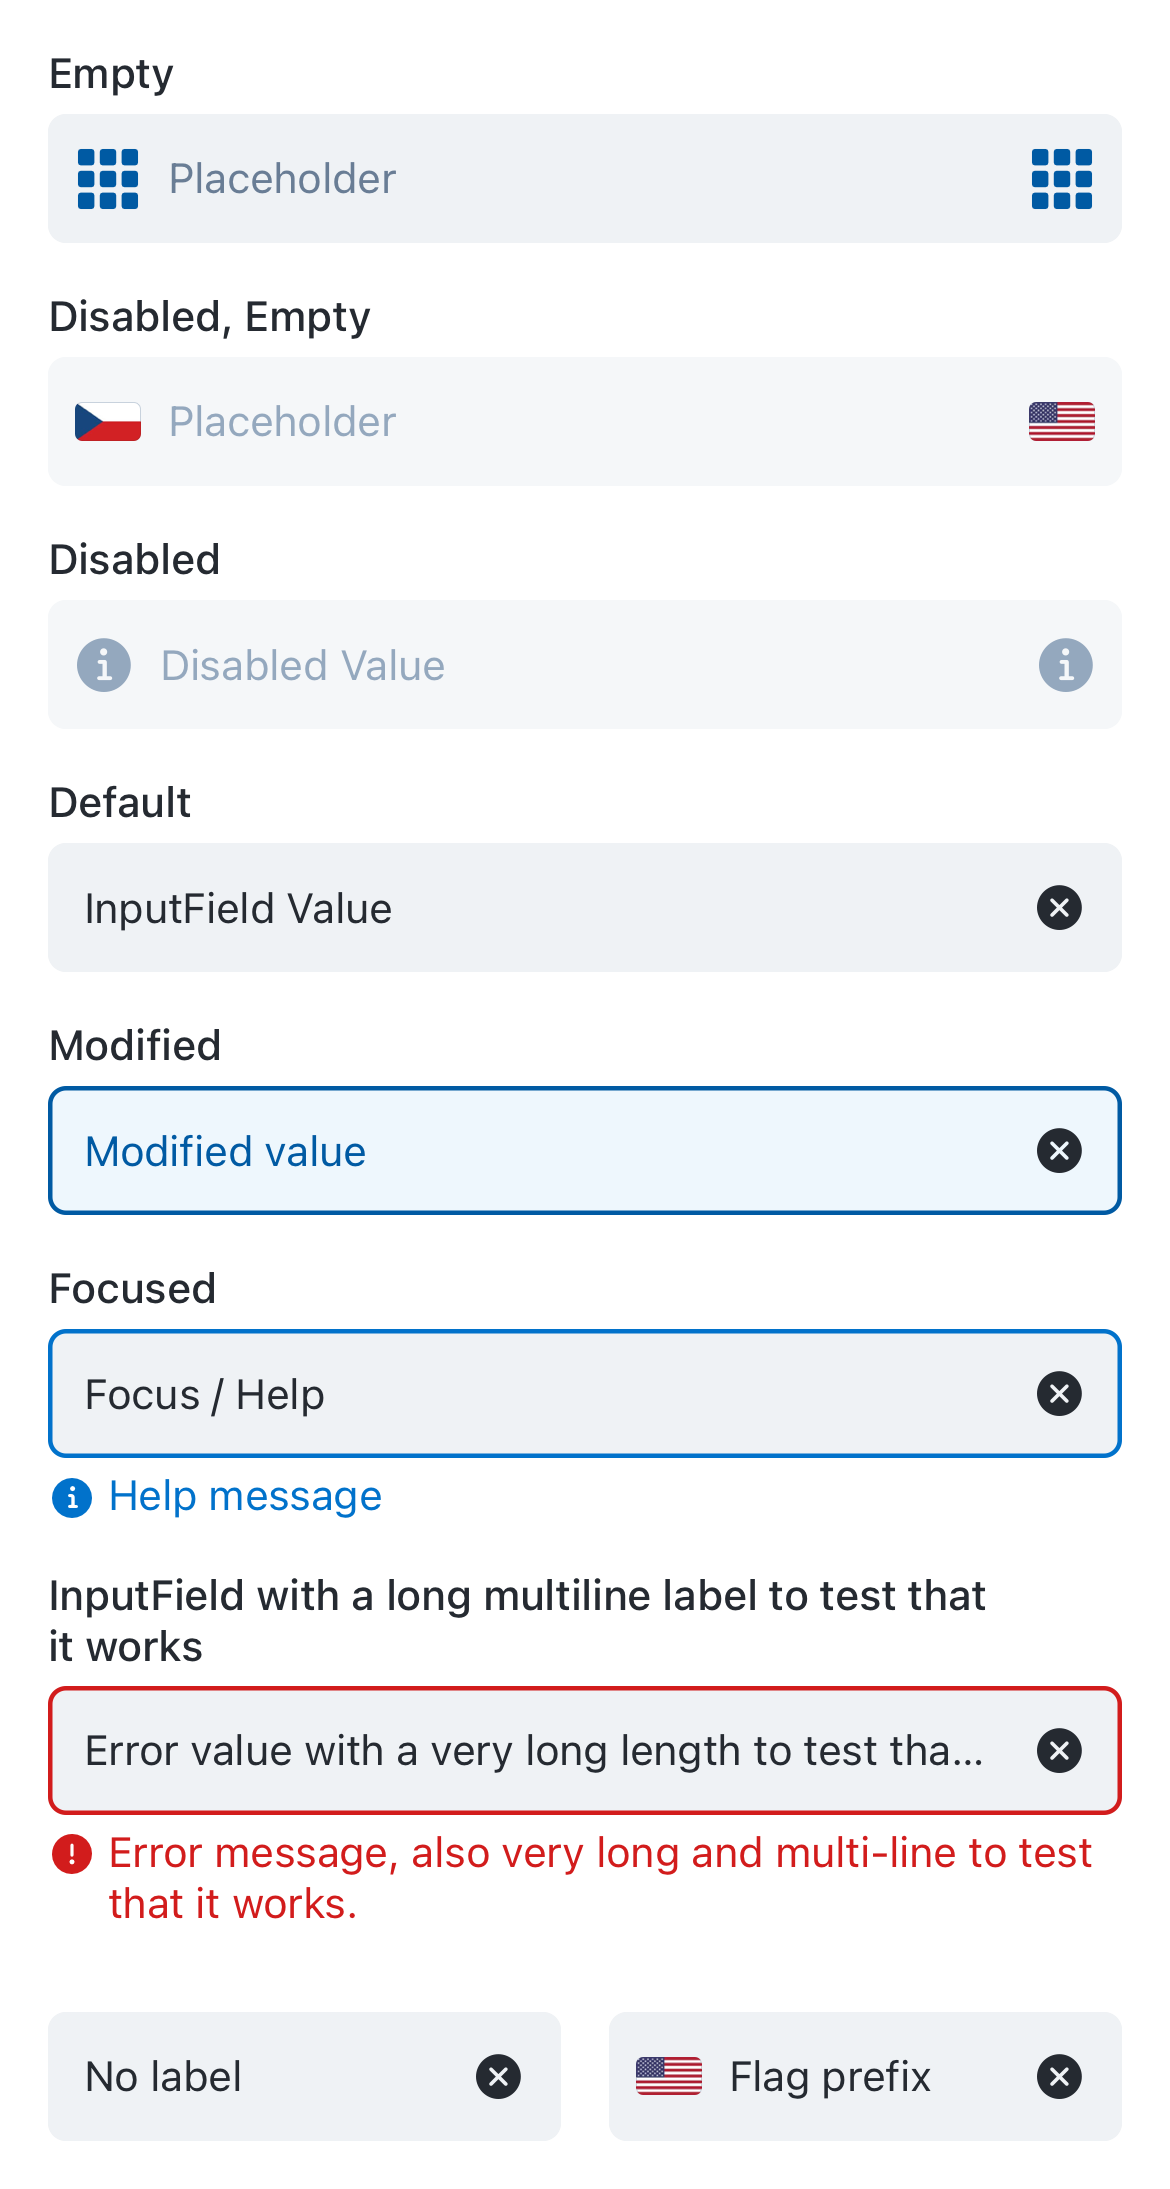 Empty
Placeholder
Disabled, Empty
Placeholder
Disabled
Disabled Value
Default
InputField Value
Modified
Modified value
Focused
Focus / Help
Help message
InputField with a long multiline label to test that
it works
Error value with a very long length to test tha...
Error message, also very long and multi-line to test
that it works.
No label
Flag prefix